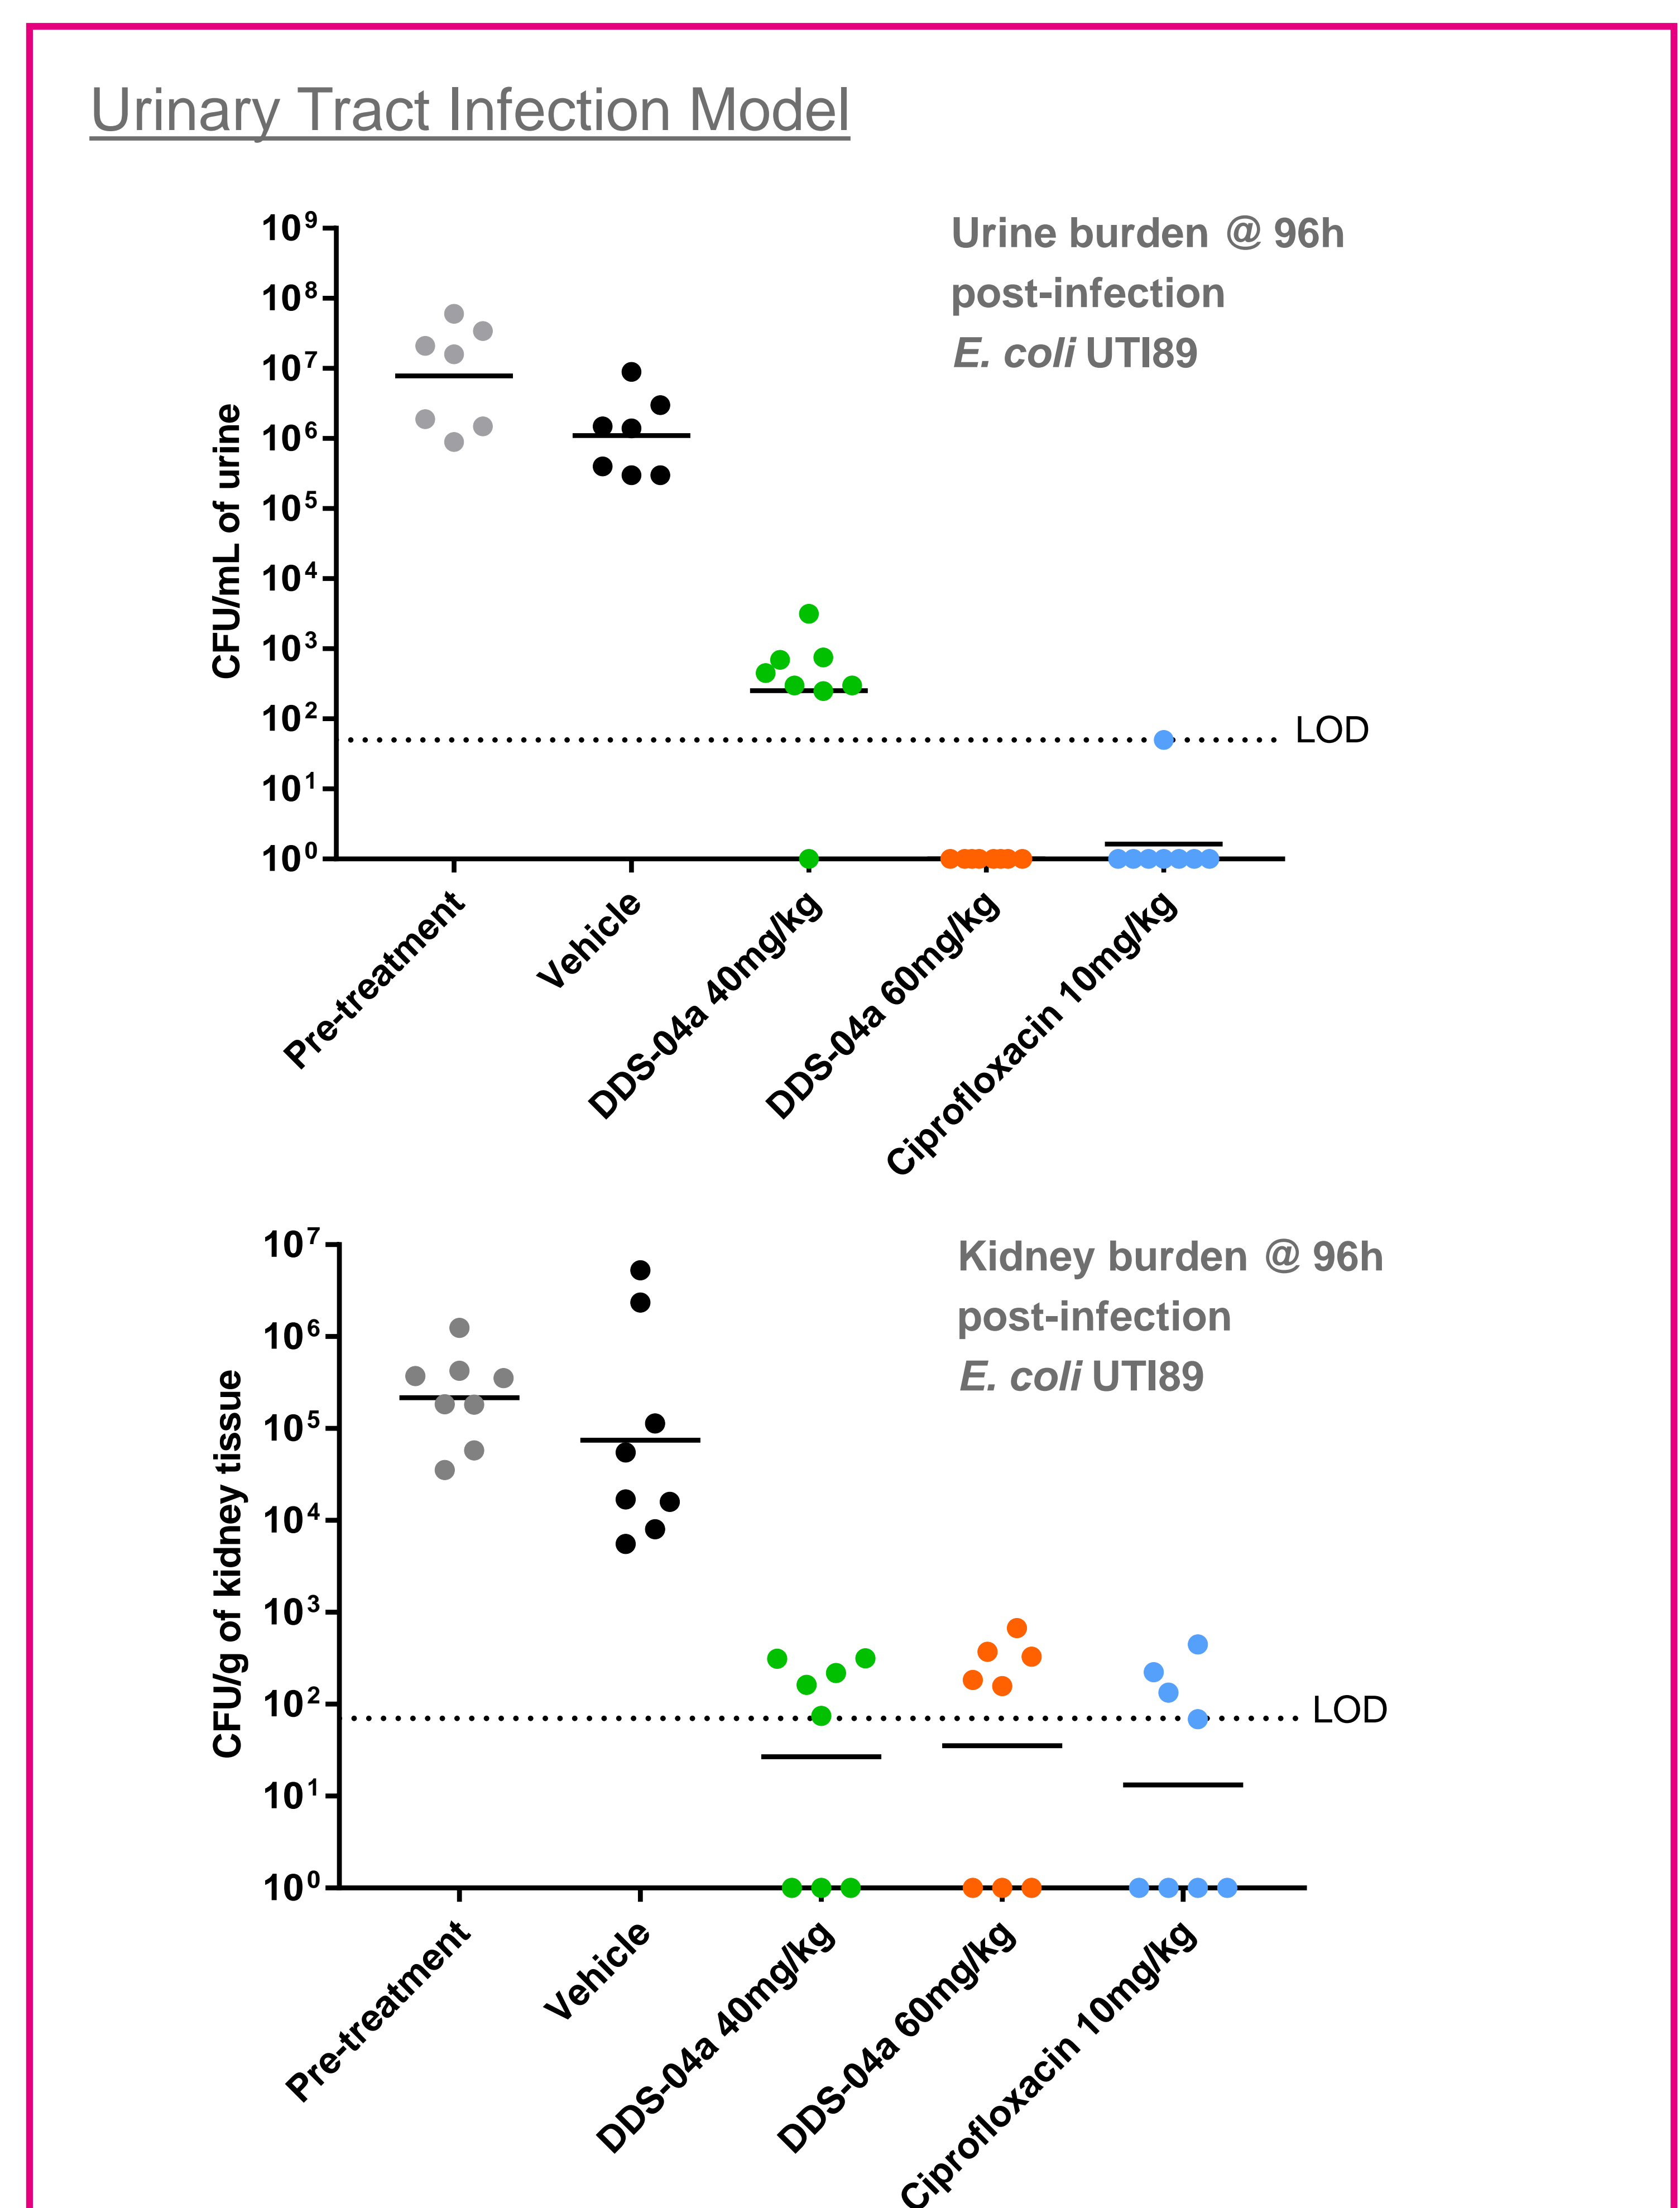 Urinary Tract Infection Model
Urine burden @ 96h
post-infection
E. coli UTI89
CFU/mL of urine
10⁹
10⁸
10⁷
10⁶
10⁵
10⁴
10³
10²
10¹
10⁰
LOD
Pre-treatment
Vehicle
DDS-04a 40mg/kg
DDS-04a 60mg/kg
Ciprofloxacin 10mg/kg
Kidney burden @ 96h
post-infection
E. coli UTI89
CFU/g of kidney tissue
10⁷
10⁶
10⁵
10⁴
10³
10²
10¹
10⁰
LOD
Pre-treatment
Vehicle
DDS-04a 40mg/kg
DDS-04a 60mg/kg
Ciprofloxacin 10mg/kg